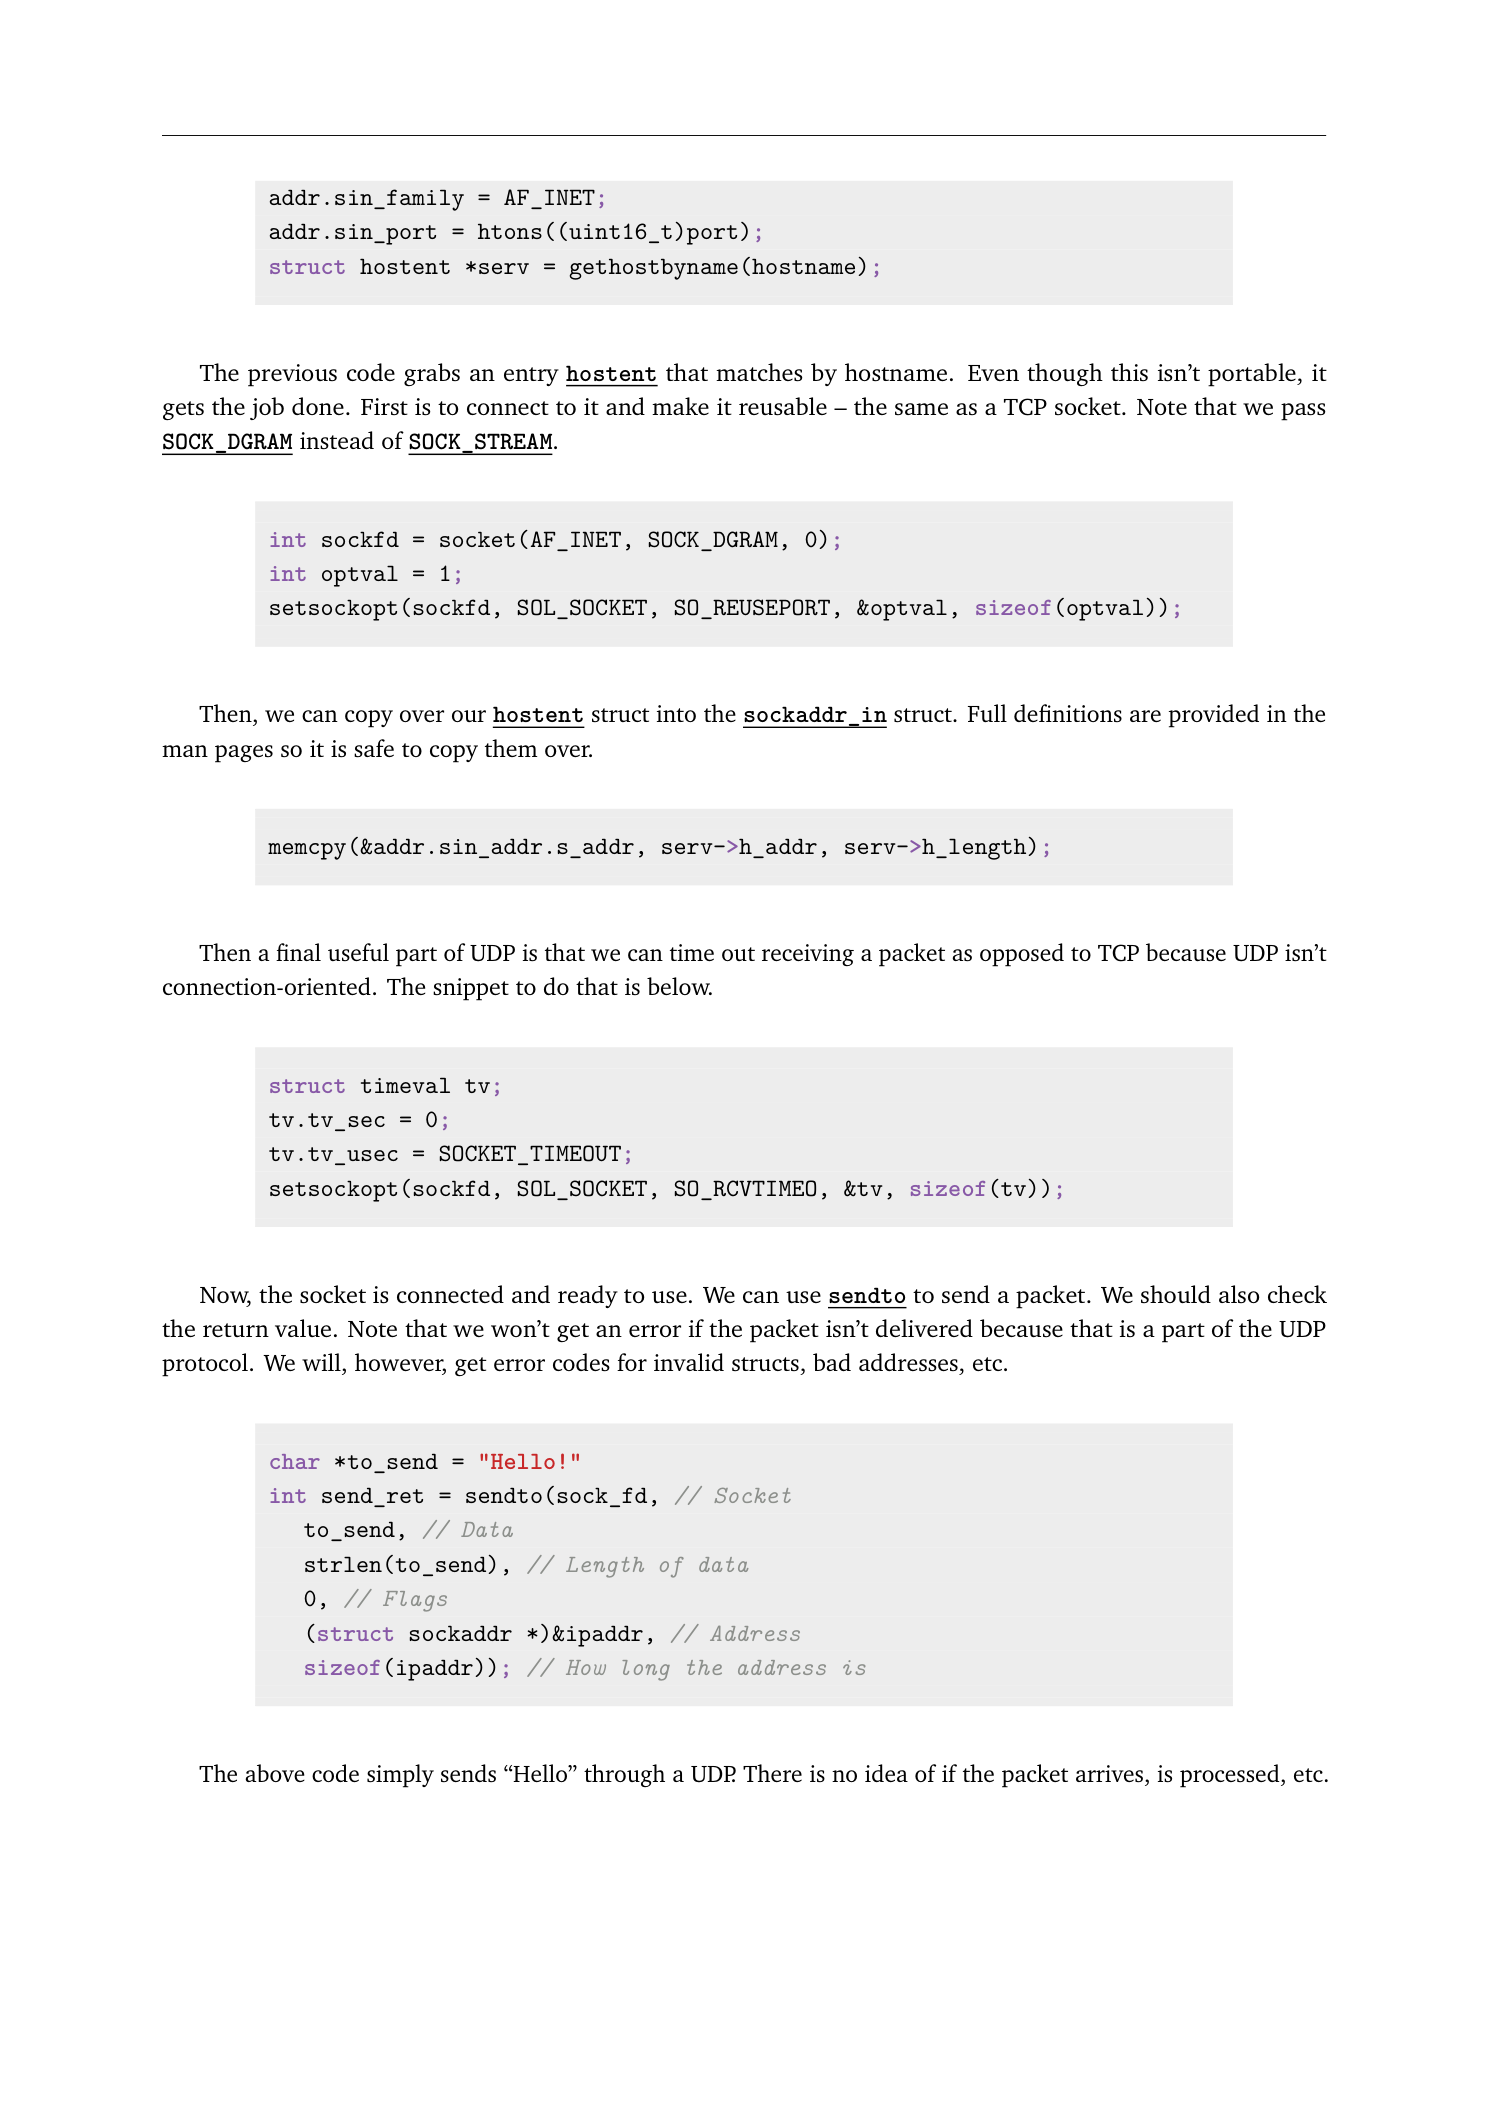 addr.sin_family = AF_INET;
addr.sin_port = htons((uint16_t)port);
struct hostent *serv = gethostbyname(hostname);
The previous code grabs an entry hostent that matches by hostname. Even though this isn’t portable, it
gets the job done. First is to connect to it and make it reusable – the same as a TCP socket. Note that we pass
SOCK_DGRAM instead of SOCK_STREAM.
int sockfd = socket(AF_INET, SOCK_DGRAM, 0);
int optval = 1;
setsockopt(sockfd, SOL_SOCKET, SO_REUSEPORT, &optval, sizeof(optval));
Then, we can copy over our hostent struct into the sockaddr_in struct. Full definitions are provided in the
man pages so it is safe to copy them over.
memcpy(&addr.sin_addr.s_addr, serv->h_addr, serv->h_length);
Then a final useful part of UDP is that we can time out receiving a packet as opposed to TCP because UDP isn’t
connection-oriented. The snippet to do that is below.
struct timeval tv;
tv.tv_sec = 0;
tv.tv_usec = SOCKET_TIMEOUT;
setsockopt(sockfd, SOL_SOCKET, SO_RCVTIMEO, &tv, sizeof(tv));
Now, the socket is connected and ready to use. We can use sendto to send a packet. We should also check
the return value. Note that we won’t get an error if the packet isn’t delivered because that is a part of the UDP
protocol. We will, however, get error codes for invalid structs, bad addresses, etc.
char *to_send = "Hello!"
int send_ret = sendto(sock_fd, // Socket
to_send, // Data
strlen(to_send), // Length of data
0, // Flags
(struct sockaddr *)&ipaddr, // Address
sizeof(ipaddr)); // How long the address is
The above code simply sends “Hello” through a UDP. There is no idea of if the packet arrives, is processed, etc.